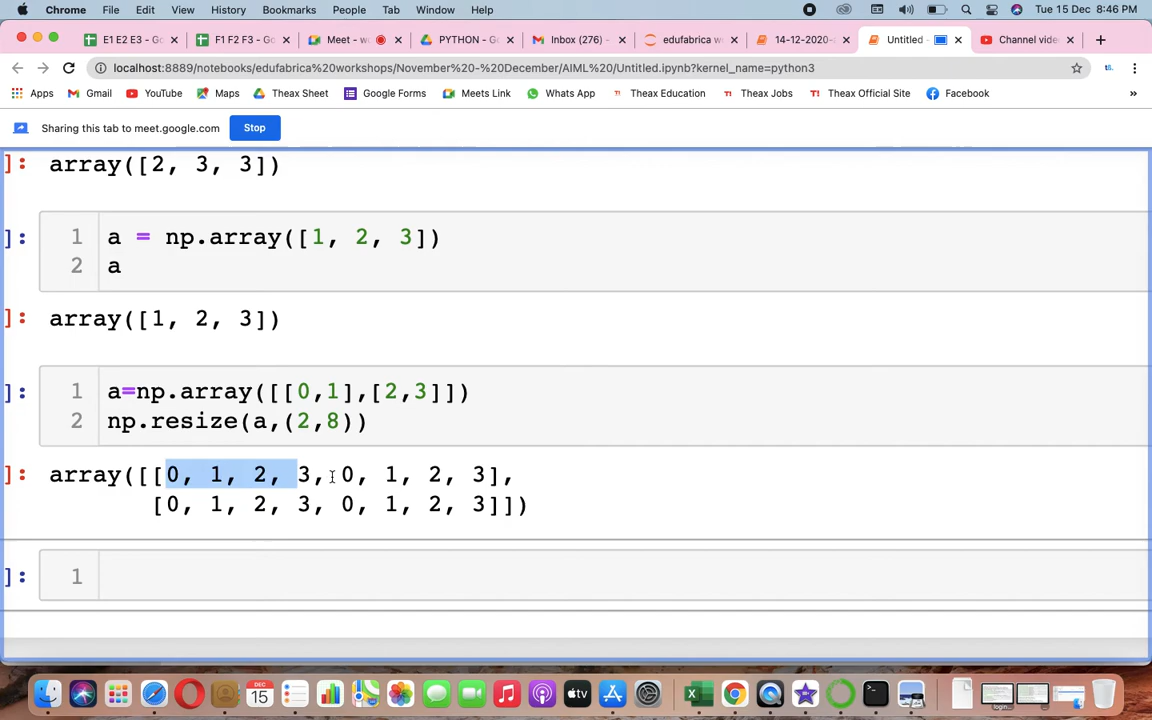 Chrome File Edit View History Bookmarks People Tab Window Help Tue 15 Dec 8:46 PM
E1 E2 E3 - G F1 F2 F3 - Go Meet - w PYTHON - G Inbox (276) - edufabrica w 14-12-2020- Untitled Channel vide
localhost:8889/notebooks/edufabrica%20workshops/November%20-%20December/AIML%20/Untitled.ipynb?kernel_name=python3
Apps Gmail YouTube Maps Theax Sheet Google Forms Meets Link Whats App Theax Education Theax Jobs Theax Official Site Facebook »
Sharing this tab to meet.google.com Stop
]: array([2, 3, 3])
]: 1 a = np.array([1, 2, 3])
2 a
]: array([1, 2, 3])
]: 1 a=np.array([[0,1],[2,3]])
2 np.resize(a,(2,8))
]: array([[0, 1, 2, 3, 0, 1, 2, 3],
[0, 1, 2, 3, 0, 1, 2, 3]])
]: 1
DEC
15
tv